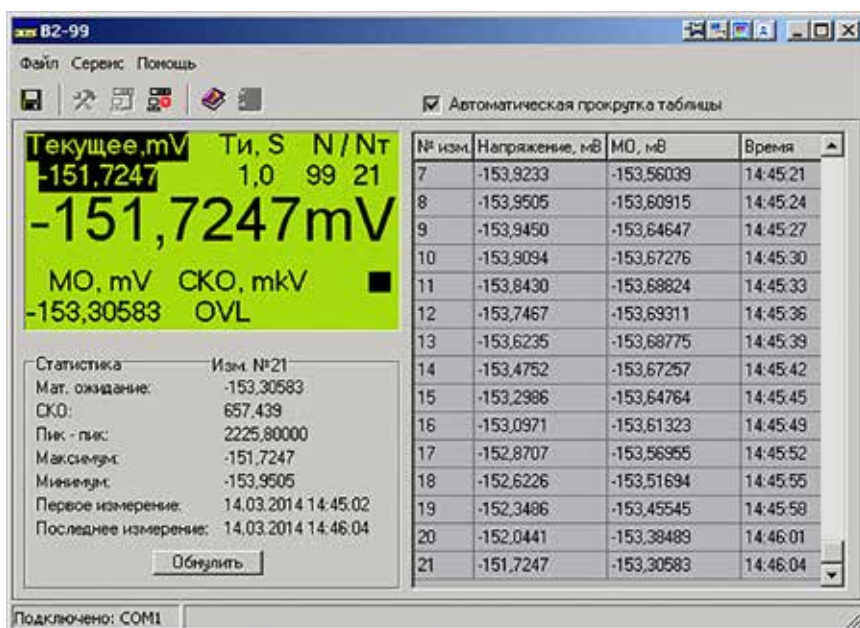 В2-99
Файл Сервис Помощь
Автоматическая прокрутка таблицы
Текущее,mV Tи, S N / Nт
-151,7247 1,0 99 21
-151,7247mV
МО, mV СКО, mkV
-153,30583 OVL
Статистика Изм. №21
Мат. ожидание: -153,30583
СКО: 657,439
Пик - пик: 2225,80000
Максимум: -151,7247
Минимум: -153,9505
Первое измерение: 14.03.2014 14:45:02
Последнее измерение: 14.03.2014 14:46:04
Обнулить
№ изм. Напряжение, мВ МО, мВ Время
7 -153,9233 -153,56039 14:45:21
8 -153,9505 -153,60915 14:45:24
9 -153,9450 -153,64647 14:45:27
10 -153,9094 -153,67276 14:45:30
11 -153,8430 -153,68824 14:45:33
12 -153,7467 -153,69311 14:45:36
13 -153,6235 -153,68775 14:45:39
14 -153,4752 -153,67257 14:45:42
15 -153,2986 -153,64764 14:45:45
16 -153,0971 -153,61323 14:45:49
17 -152,8707 -153,56955 14:45:52
18 -152,6226 -153,51694 14:45:55
19 -152,3486 -153,45545 14:45:58
20 -152,0441 -153,38489 14:46:01
21 -151,7247 -153,30583 14:46:04
Подключено: COM1